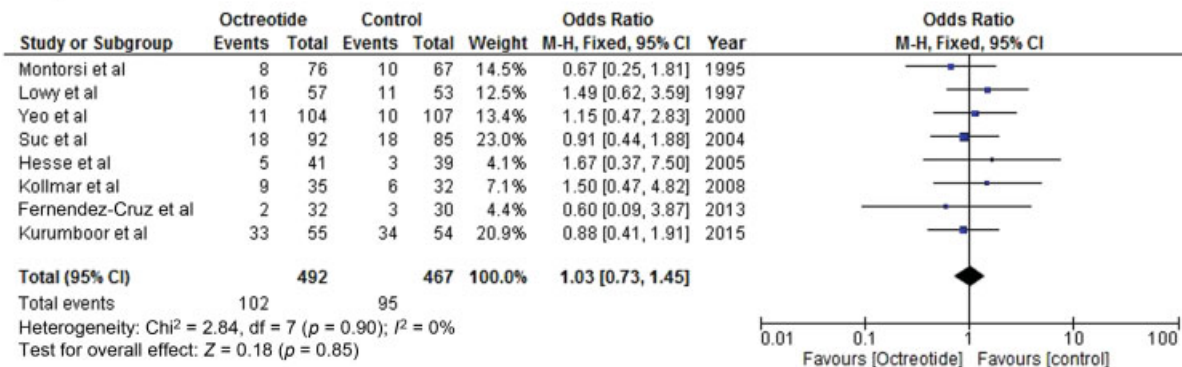 Octreotide Control Odds Ratio Odds Ratio
Study or Subgroup Events Total Events Total Weight M-H, Fixed, 95% CI Year M-H, Fixed, 95% CI
Montorsi et al 8 76 10 67 14.5% 0.67 [0.25, 1.81] 1995
Lowy et al 16 57 11 53 12.5% 1.49 [0.62, 3.59] 1997
Yeo et al 11 104 10 107 13.4% 1.15 [0.47, 2.83] 2000
Suc et al 18 92 18 85 23.0% 0.91 [0.44, 1.88] 2004
Hesse et al 5 41 3 39 4.1% 1.67 [0.37, 7.50] 2005
Kollmar et al 9 35 6 32 7.1% 1.50 [0.47, 4.82] 2008
Fernendez-Cruz et al 2 32 3 30 4.4% 0.60 [0.09, 3.87] 2013
Kurumboor et al 33 55 34 54 20.9% 0.88 [0.41, 1.91] 2015
Total (95% CI) 492 467 100.0% 1.03 [0.73, 1.45]
Total events 102 95
Heterogeneity: Chi² = 2.84, df = 7 (p = 0.90); I² = 0%
Test for overall effect: Z = 0.18 (p = 0.85)
0.01 0.1 1 10 100
Favours [Octreotide] Favours [control]